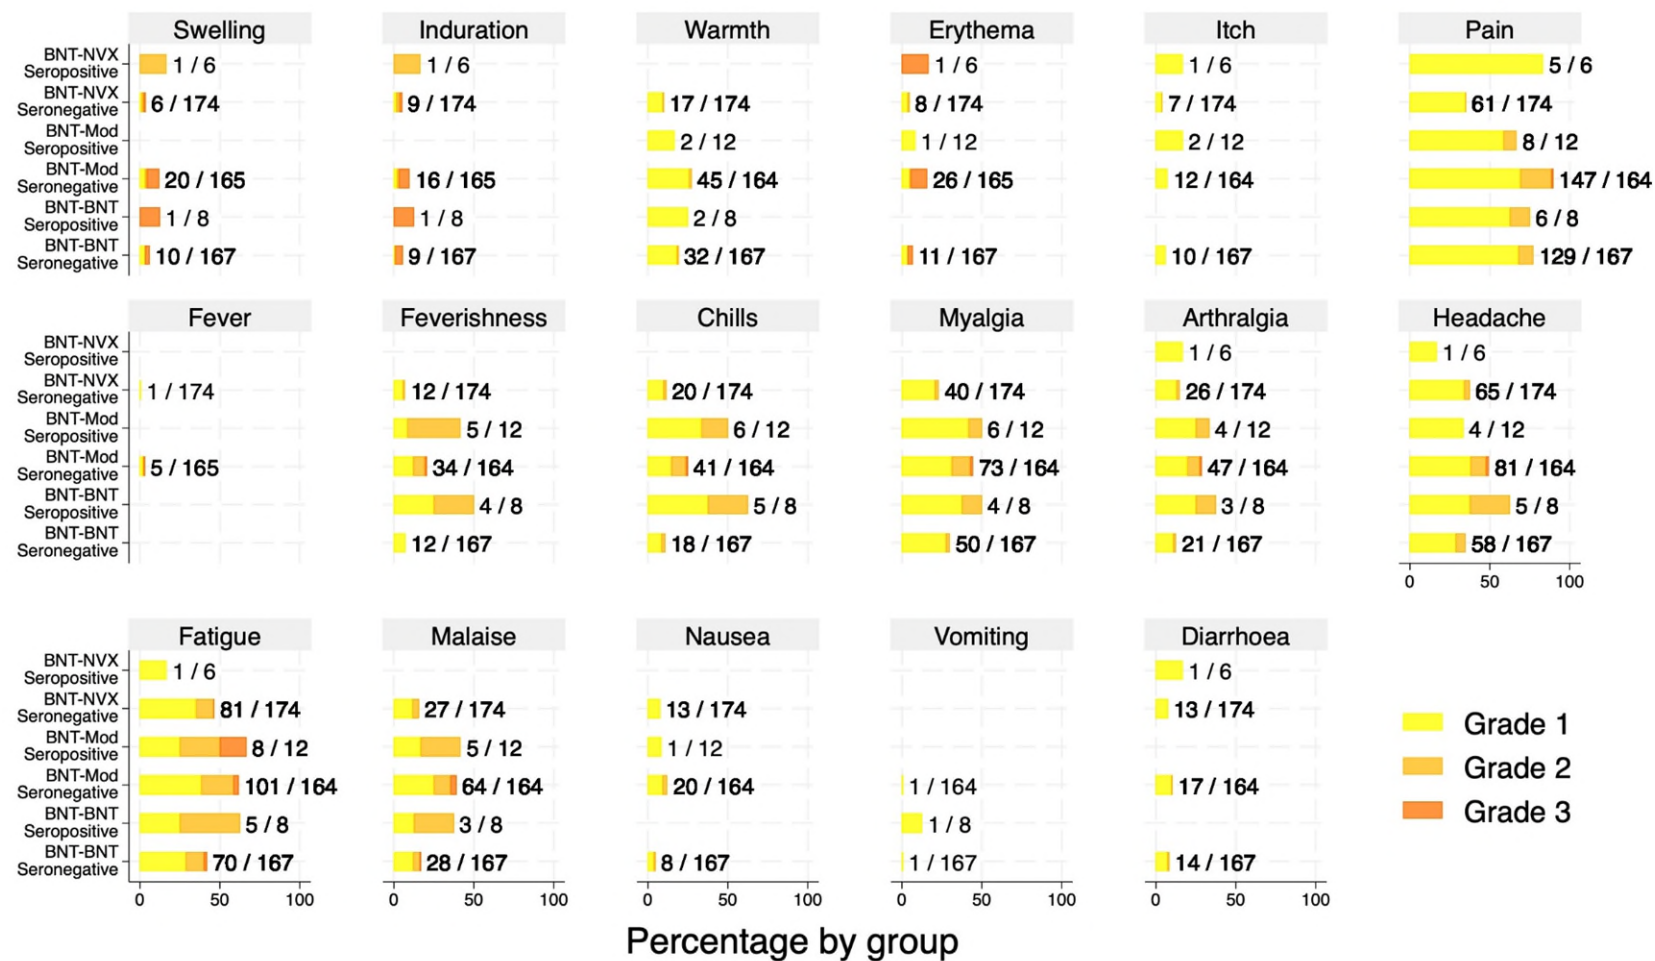 Swelling Induration Warmth Erythema Itch Pain
BNT-NVX
Seropositive 1 / 6 1 / 6 1 / 6 1 / 6 5 / 6
BNT-NVX
Seronegative 6 / 174 9 / 174 17 / 174 8 / 174 7 / 174 61 / 174
BNT-Mod
Seropositive 2 / 12 1 / 12 2 / 12 8 / 12
BNT-Mod
Seronegative 20 / 165 16 / 165 45 / 164 26 / 165 12 / 164 147 / 164
BNT-BNT
Seropositive 1 / 8 1 / 8 2 / 8 6 / 8
BNT-BNT
Seronegative 10 / 167 9 / 167 32 / 167 11 / 167 10 / 167 129 / 167
Fever Feverishness Chills Myalgia Arthralgia Headache
BNT-NVX
Seropositive 1 / 6 1 / 6
BNT-NVX
Seronegative 1 / 174 12 / 174 20 / 174 40 / 174 26 / 174 65 / 174
BNT-Mod
Seropositive 5 / 12 6 / 12 6 / 12 4 / 12 4 / 12
BNT-Mod
Seronegative 5 / 165 34 / 164 41 / 164 73 / 164 47 / 164 81 / 164
BNT-BNT
Seropositive 4 / 8 5 / 8 4 / 8 3 / 8 5 / 8
BNT-BNT
Seronegative 12 / 167 18 / 167 50 / 167 21 / 167 58 / 167
0 50 100
Fatigue Malaise Nausea Vomiting Diarrhoea
BNT-NVX
Seropositive 1 / 6 1 / 6
BNT-NVX
Seronegative 81 / 174 27 / 174 13 / 174 13 / 174
BNT-Mod
Seropositive 8 / 12 5 / 12 1 / 12
BNT-Mod
Seronegative 101 / 164 64 / 164 20 / 164 1 / 164 17 / 164
BNT-BNT
Seropositive 5 / 8 3 / 8 1 / 8
BNT-BNT
Seronegative 70 / 167 28 / 167 8 / 167 1 / 167 14 / 167
0 50 100 0 50 100 0 50 100 0 50 100 0 50 100
Grade 1
Grade 2
Grade 3
Percentage by group